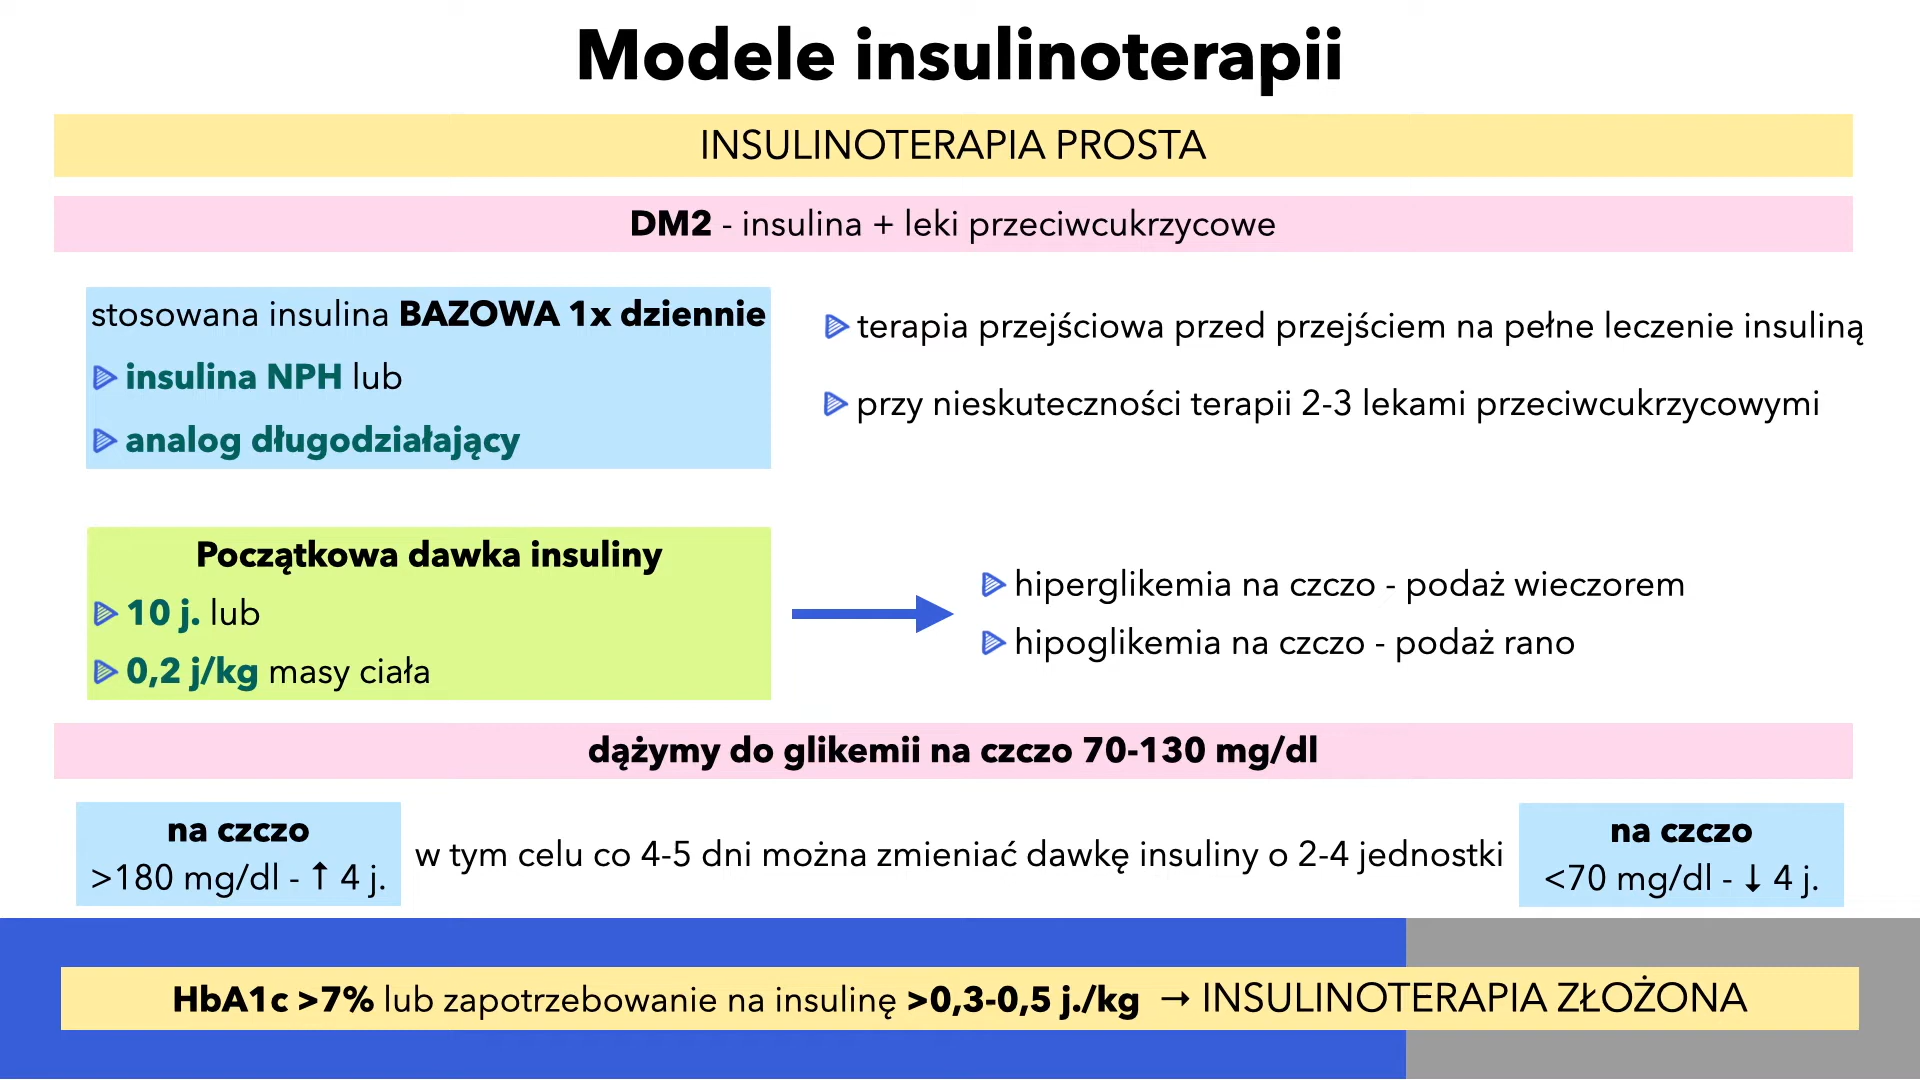 Modele insulinoterapii
INSULINOTERAPIA PROSTA
DM2 - insulina + leki przeciwcukrzycowe
stosowana insulina BAZOWA 1x dziennie
insulina NPH lub
analog długodziałający
terapia przejściowa przed przejściem na pełne leczenie insuliną
przy nieskuteczności terapii 2-3 lekami przeciwcukrzycowymi
Początkowa dawka insuliny
10 j. lub
0,2 j/kg masy ciała
hiperglikemia na czczo - podaż wieczorem
hipoglikemia na czczo - podaż rano
dążymy do glikemii na czczo 70-130 mg/dl
na czczo
>180 mg/dl - ↑ 4 j.
w tym celu co 4-5 dni można zmieniać dawkę insuliny o 2-4 jednostki
na czczo
<70 mg/dl - ↓ 4 j.
HbA1c >7% lub zapotrzebowanie na insulinę >0,3-0,5 j./kg → INSULINOTERAPIA ZŁOŻONA